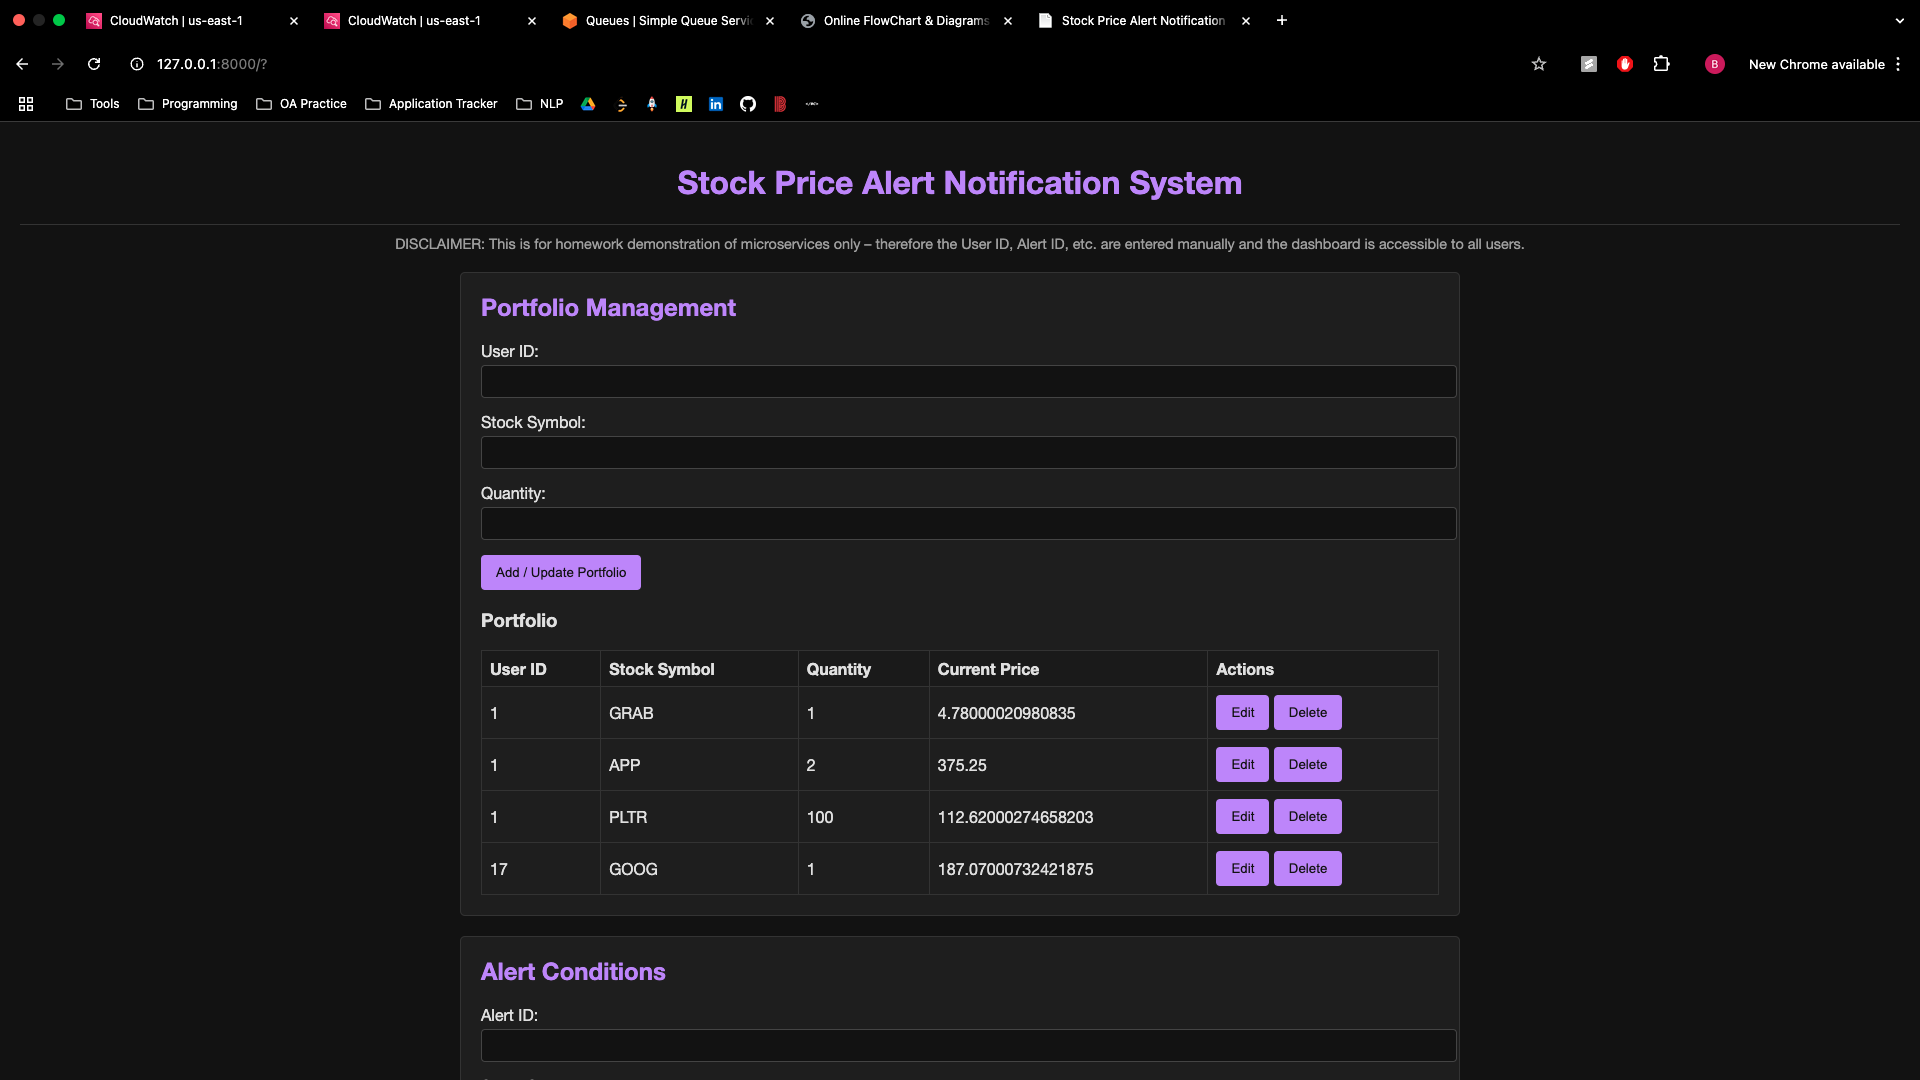 CloudWatch | us-east-1
CloudWatch | us-east-1
Queues | Simple Queue Servi
Online FlowChart & Diagrams
Stock Price Alert Notification
127.0.0.1:8000/?
New Chrome available
B
Tools
Programming
OA Practice
Application Tracker
NLP
Stock Price Alert Notification System
DISCLAIMER: This is for homework demonstration of microservices only – therefore the User ID, Alert ID, etc. are entered manually and the dashboard is accessible to all users.
Portfolio Management
User ID:
Stock Symbol:
Quantity:
Add / Update Portfolio
Portfolio
User ID Stock Symbol Quantity Current Price Actions
1 GRAB 1 4.78000020980835 Edit Delete
1 APP 2 375.25 Edit Delete
1 PLTR 100 112.62000274658203 Edit Delete
17 GOOG 1 187.07000732421875 Edit Delete
Alert Conditions
Alert ID: